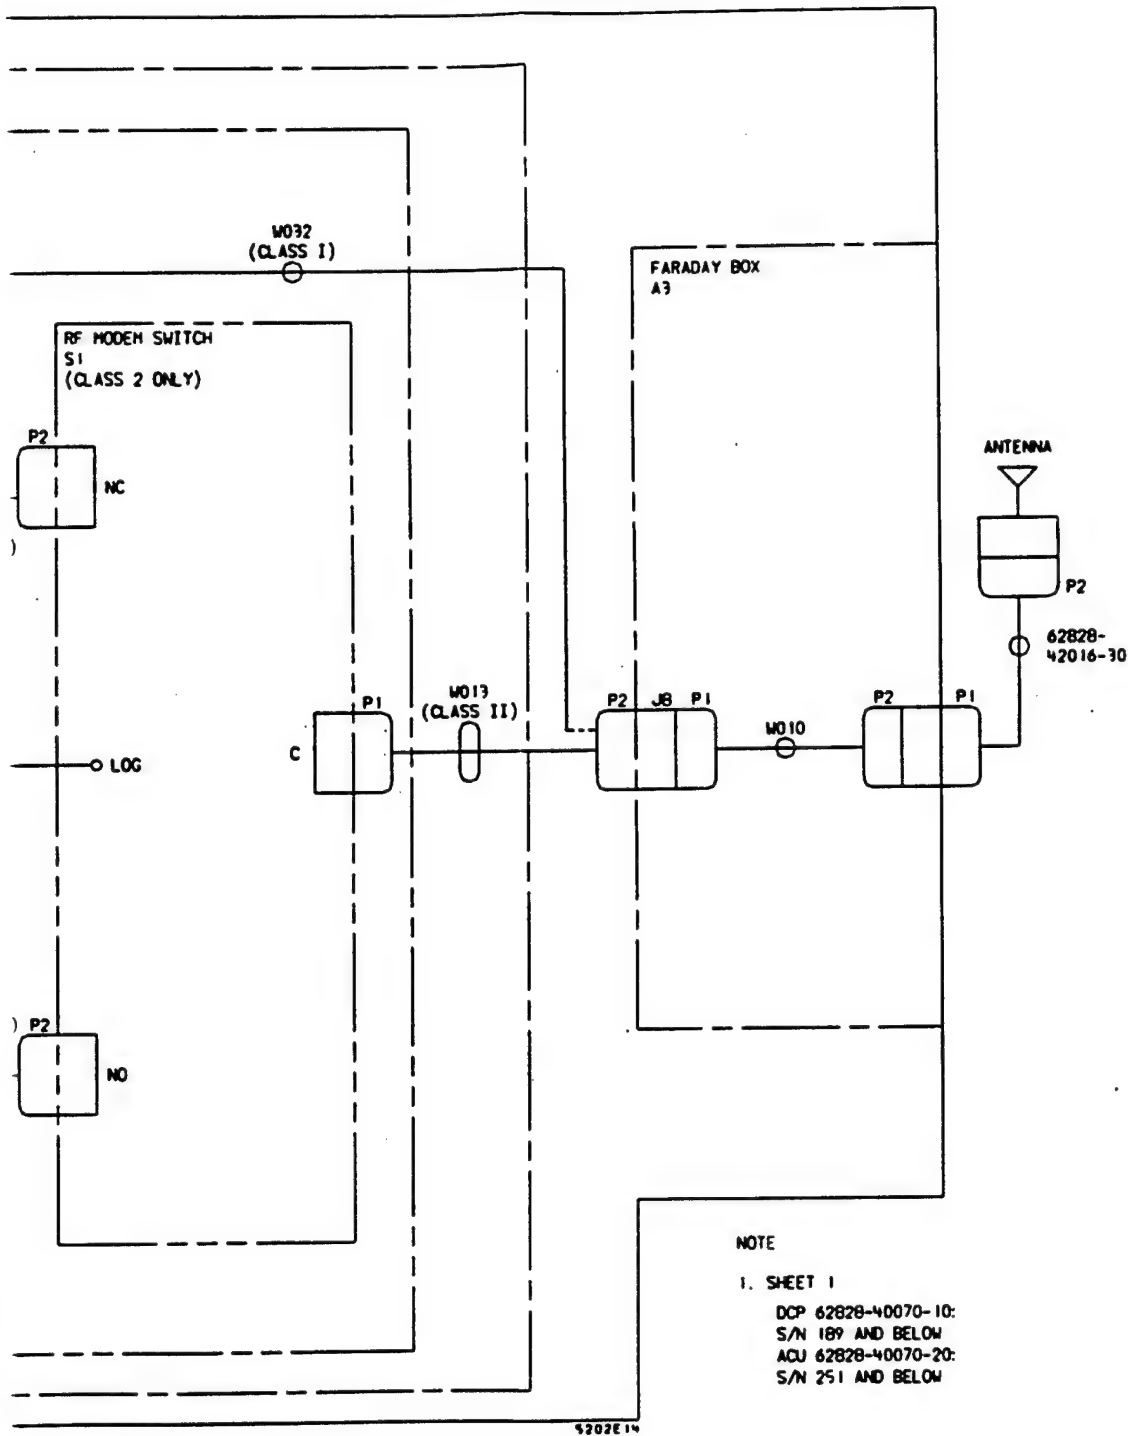 W032
(CLASS I)
FARADAY BOX
A3
RF MODEM SWITCH
S1
(CLASS 2 ONLY)
P2
NC
ANTENNA
)
P2
62828-
42016-30
W013
(CLASS II)
P1
P2
J8
P1
W010
P2
P1
C
LOG
)
P2
NO
NOTE
1. SHEET 1
DCP 62828-40070-10:
S/N 189 AND BELOW
ACU 62828-40070-20:
S/N 251 AND BELOW
5202E14